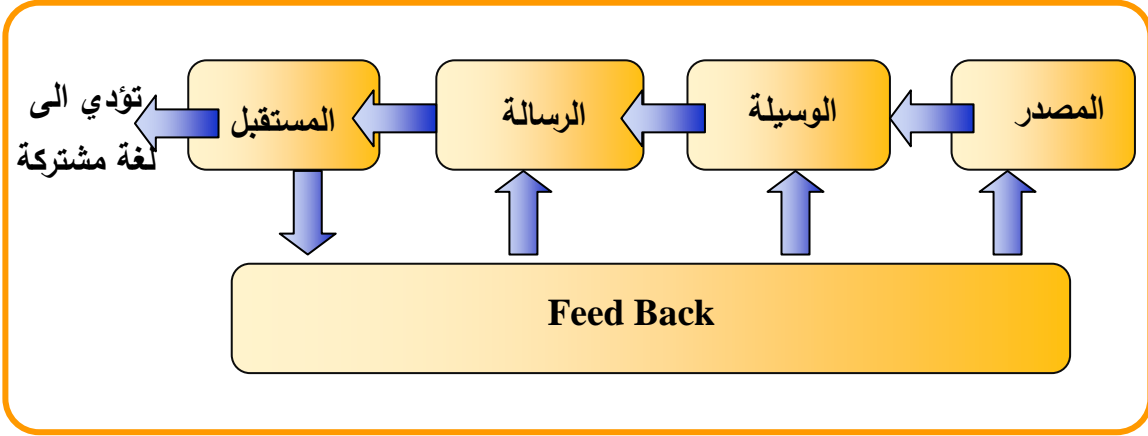 المصدر
الوسيلة
الرسالة
المستقبل
تؤدي الى
لغة مشتركة
Feed Back